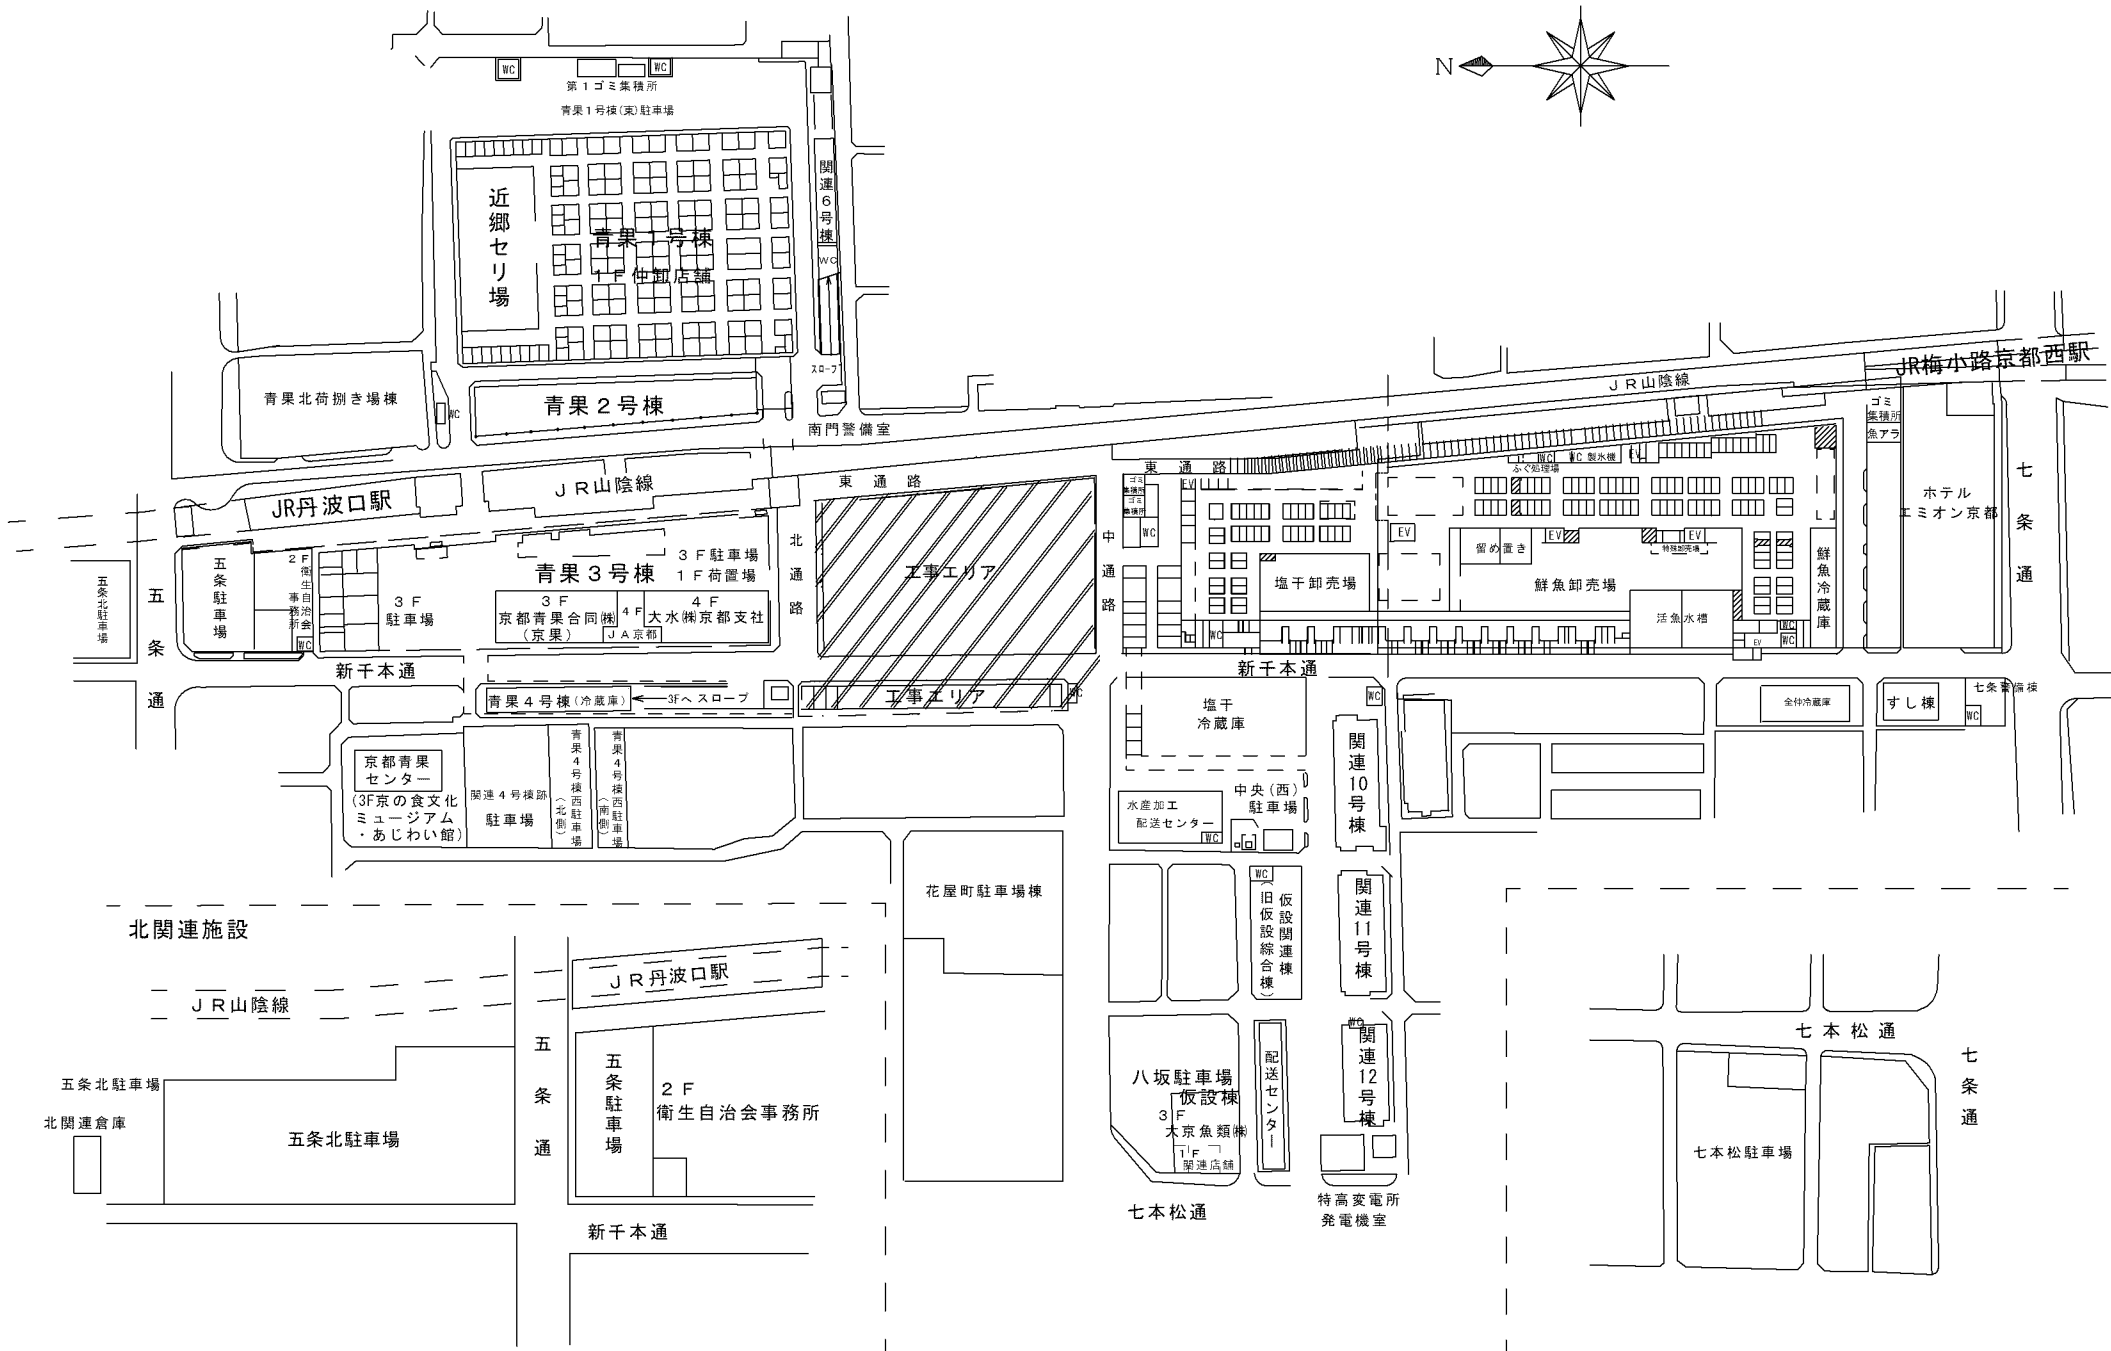 N
WC
WC
第1ゴミ集積所
青果1号棟(東)駐車場
近郷セリ場
青果1号棟
1F仲卸店舗
関連6号棟
WC
スロープ
青果北荷捌き場棟
WC
青果2号棟
南門警備室
JR梅小路京都西駅
JR山陰線
ゴミ
集積所
魚アラ
ホテル
エミオン京都
七条通
JR丹波口駅
JR山陰線
東通路
北通路
工事エリア
中通路
東通路
EV
ゴミ
集積所
ゴミ
集積所
WC
ふぐ処理場
WC
WC
製氷機
EV
EV
留め置き
EV
EV
特殊卸売場
塩干卸売場
鮮魚卸売場
活魚水槽
鮮魚冷蔵庫
WC
WC
WC
EV
五条北駐車場
五条通
五条駐車場
2F
衛生自治会
事務所
WC
3F
駐車場
青果3号棟
3F駐車場
1F荷置場
3F
京都青果合同㈱
(京果)
4F
JA京都
4F
大水㈱京都支社
新千本通
新千本通
青果4号棟(冷蔵庫)
3Fへスロープ
工事エリア
WC
塩干
冷蔵庫
WC
全仲冷蔵庫
すし棟
七条警備棟
WC
京都青果
センター
(3F京の食文化
ミュージアム
・あじわい館)
関連4号棟跡
駐車場
青果4号棟西駐車場
(北側)
青果4号棟西駐車場
(南側)
水産加工
配送センター
WC
中央(西)
駐車場
関連10号棟
花屋町駐車場棟
WC
仮設関連棟
(旧仮設綜合棟)
関連11号棟
WC
関連12号棟
八坂駐車場
仮設棟
3F
大京魚類㈱
1F
関連店舗
配送センター
特高変電所
発電機室
七本松通
北関連施設
JR山陰線
JR丹波口駅
五条通
五条北駐車場
北関連倉庫
五条北駐車場
五条駐車場
2F
衛生自治会事務所
新千本通
七本松通
七条通
七本松駐車場